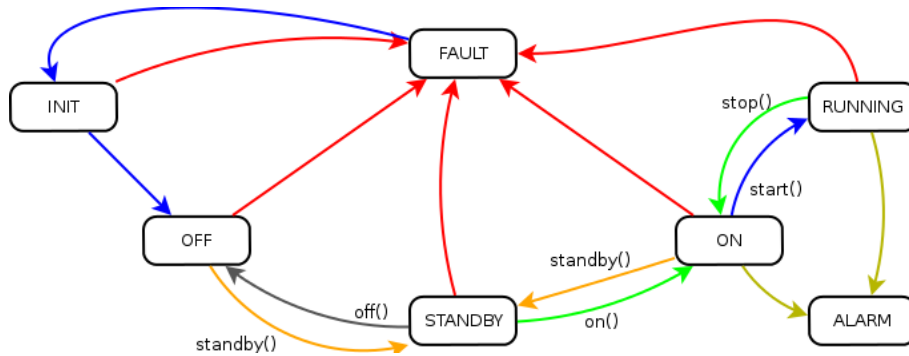 FAULT
INIT
stop()
RUNNING
start()
OFF
ON
standby()
off()
STANDBY
on()
ALARM
standby()